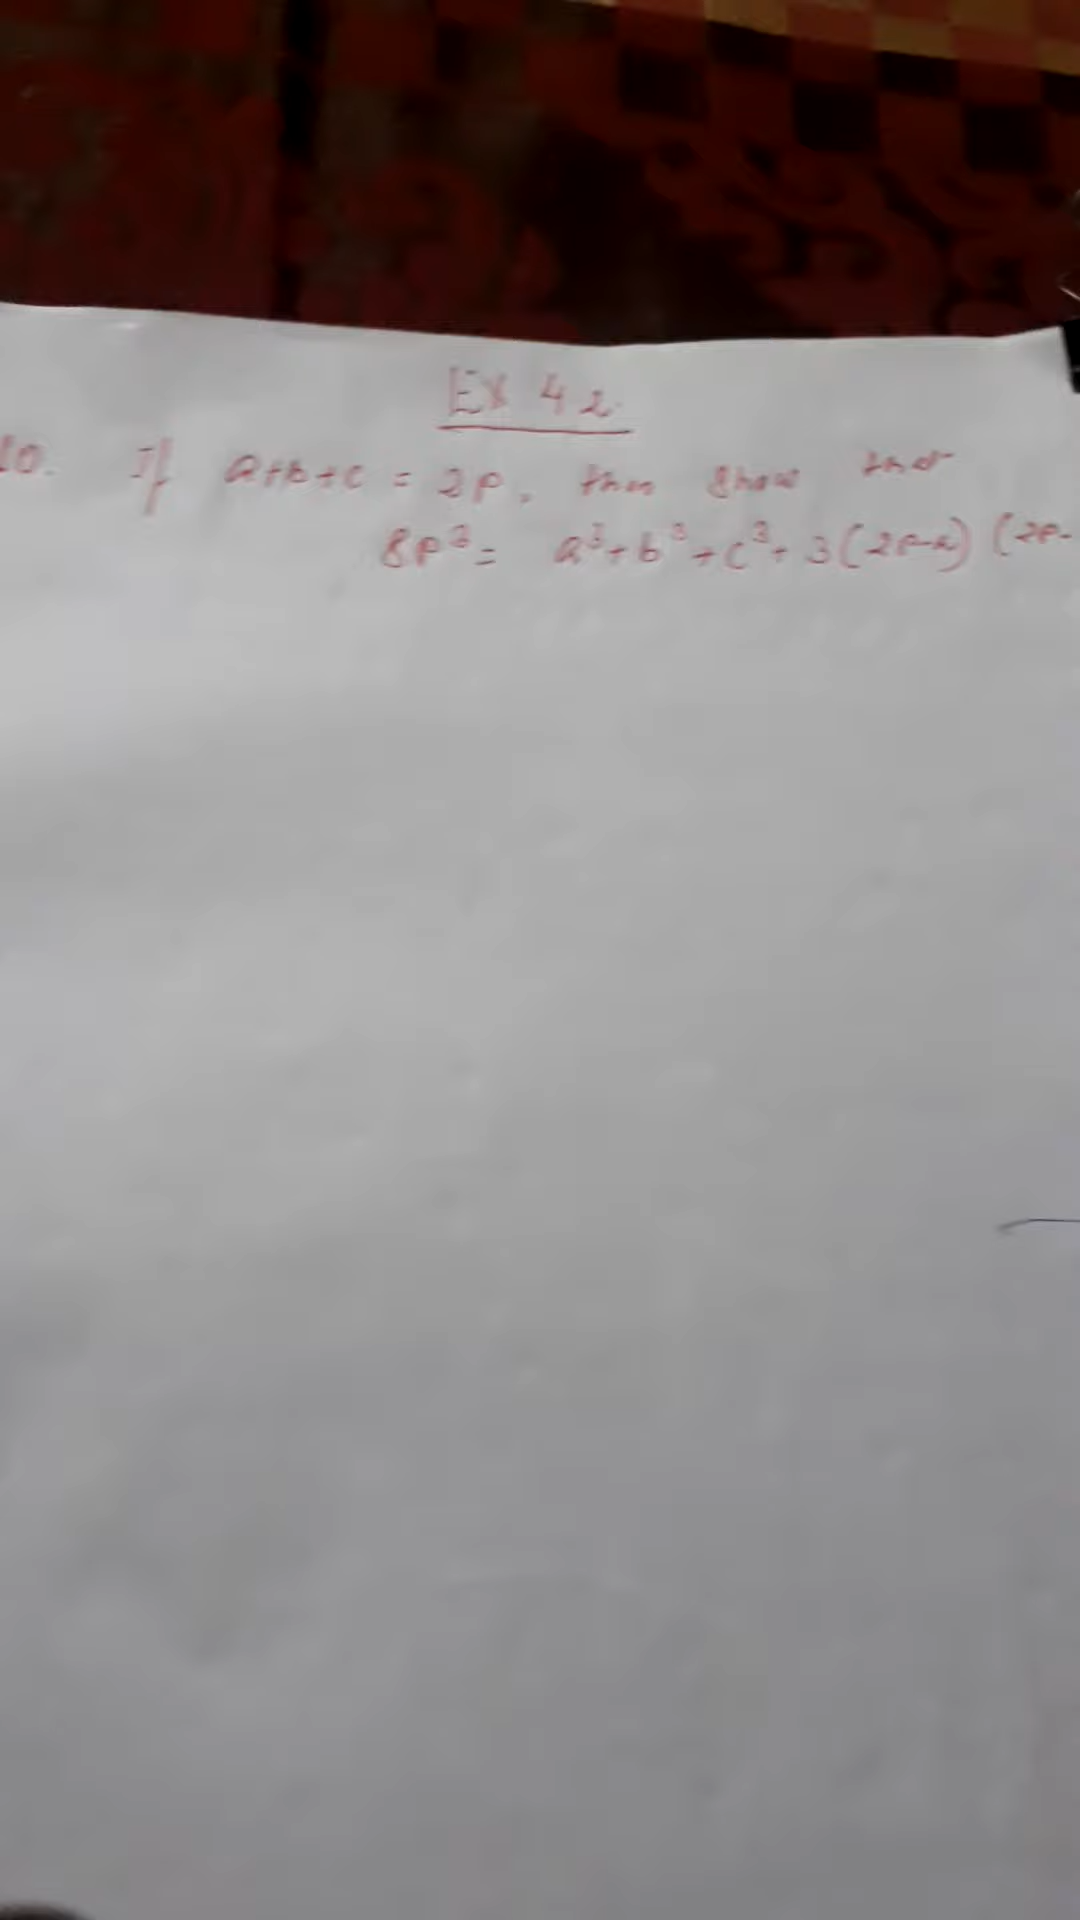 Ex 4.2
10. If a+b+c = 2p, then show that
8p³ = a³+b³+c³+3(2p-a)(2p-